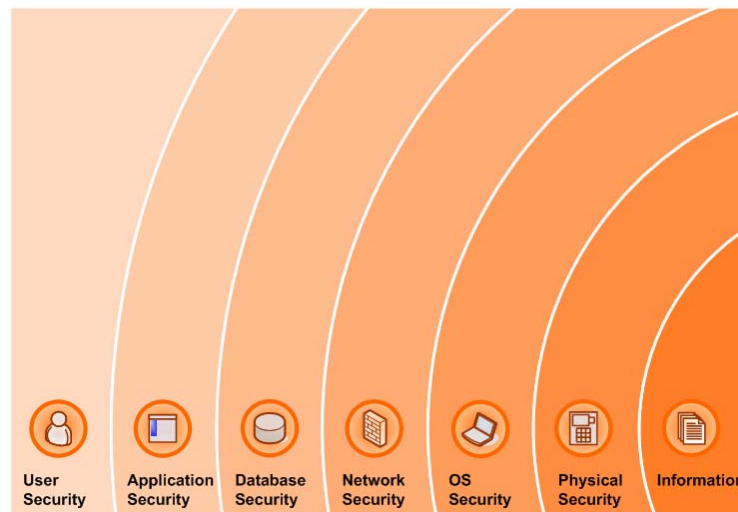 User
Security
Application
Security
Database
Security
Network
Security
OS
Security
Physical
Security
Information